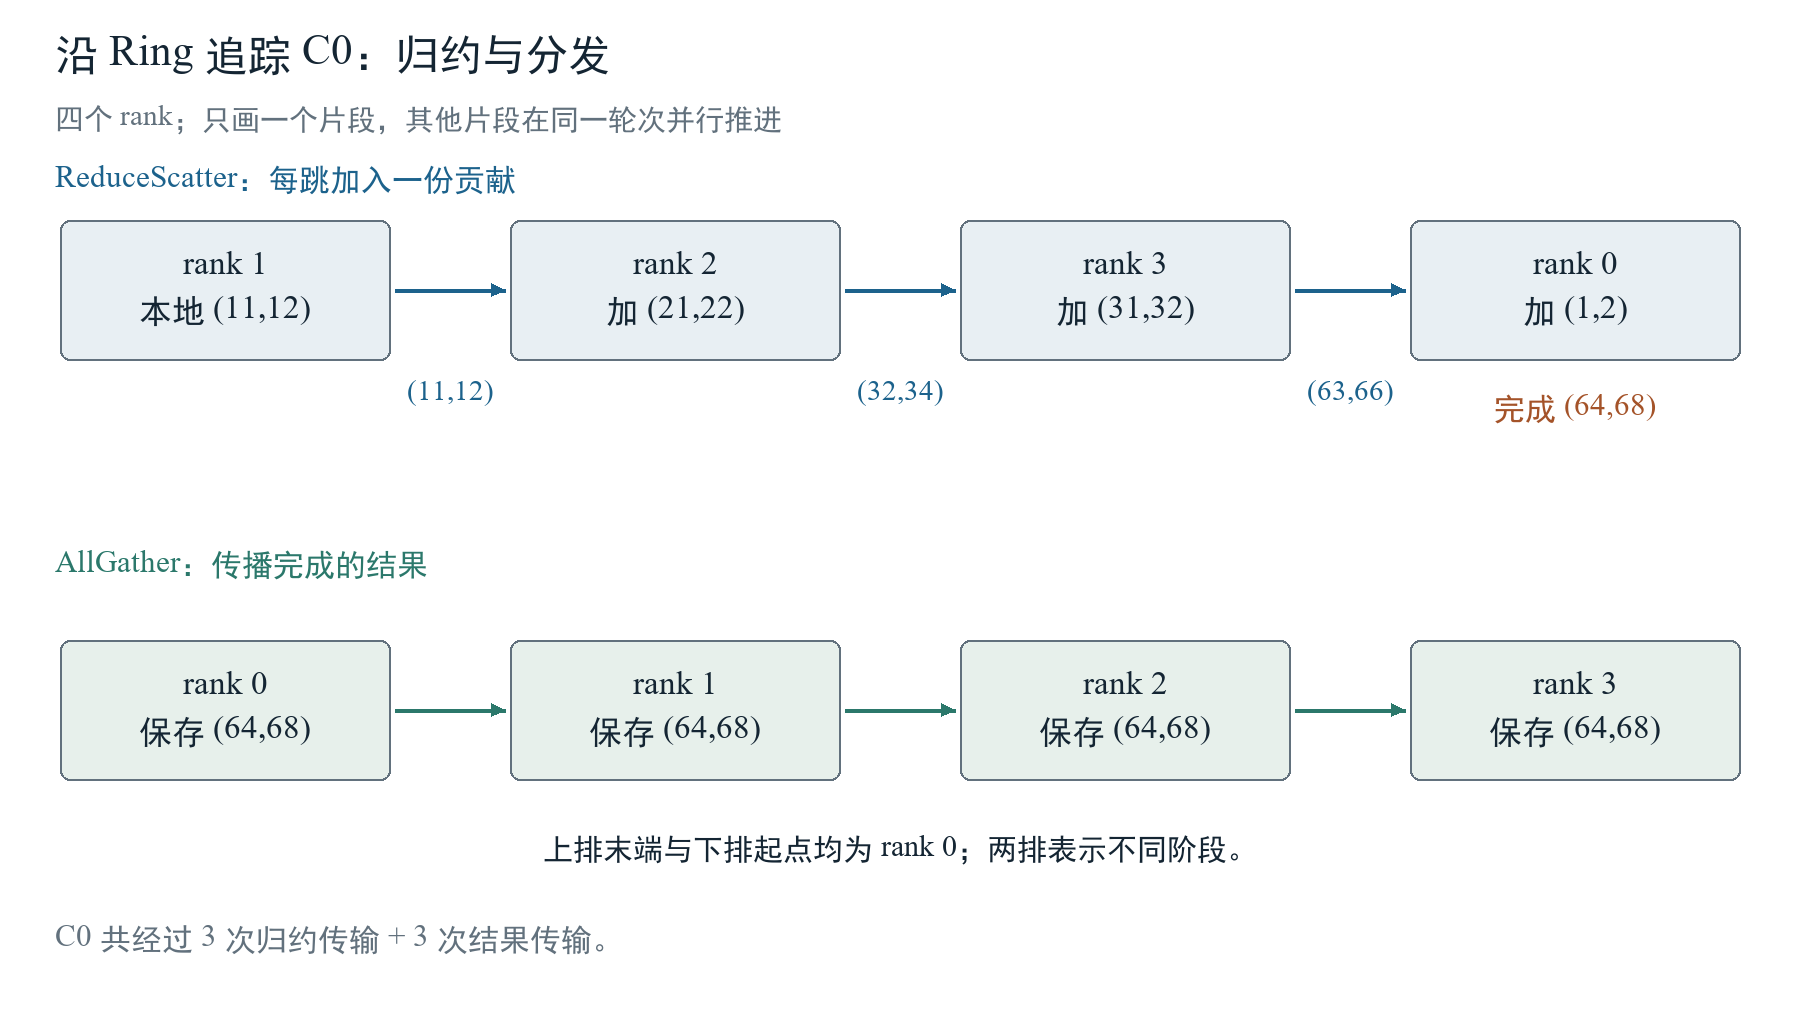 沿 Ring 追踪 C0：归约与分发
四个 rank；只画一个片段，其他片段在同一轮次并行推进
ReduceScatter：每跳加入一份贡献
rank 1
本地 (11,12)
rank 2
加 (21,22)
rank 3
加 (31,32)
rank 0
加 (1,2)
(11,12)
(32,34)
(63,66)
完成 (64,68)
AllGather：传播完成的结果
rank 0
保存 (64,68)
rank 1
保存 (64,68)
rank 2
保存 (64,68)
rank 3
保存 (64,68)
上排末端与下排起点均为 rank 0；两排表示不同阶段。
C0 共经过 3 次归约传输 + 3 次结果传输。